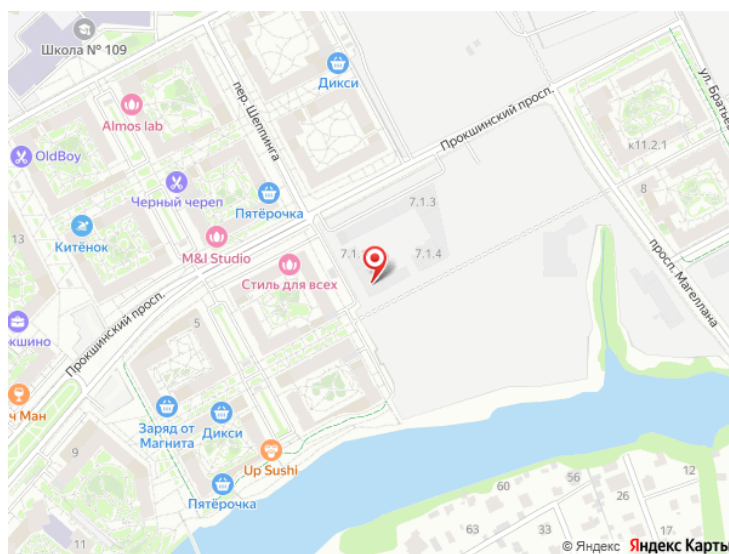 Школа № 109
Дикси
пер. Шеппинга
Almos lab
Прокшинский просп.
ул. Братьев
к11.2.1
OldBoy
Черный череп
Пятёрочка
8
7.1.3
Китёнок
13
M&I Studio
7.1.
7.1.4
Стиль для всех
просп. Магеллана
Прокшинский просп.
окшино
5
ч Ман
Заряд от
Магнита
Дикси
9
Up Sushi
Пятёрочка
56
12
60
26
63
33
17
11
© Яндекс Яндекс Карты